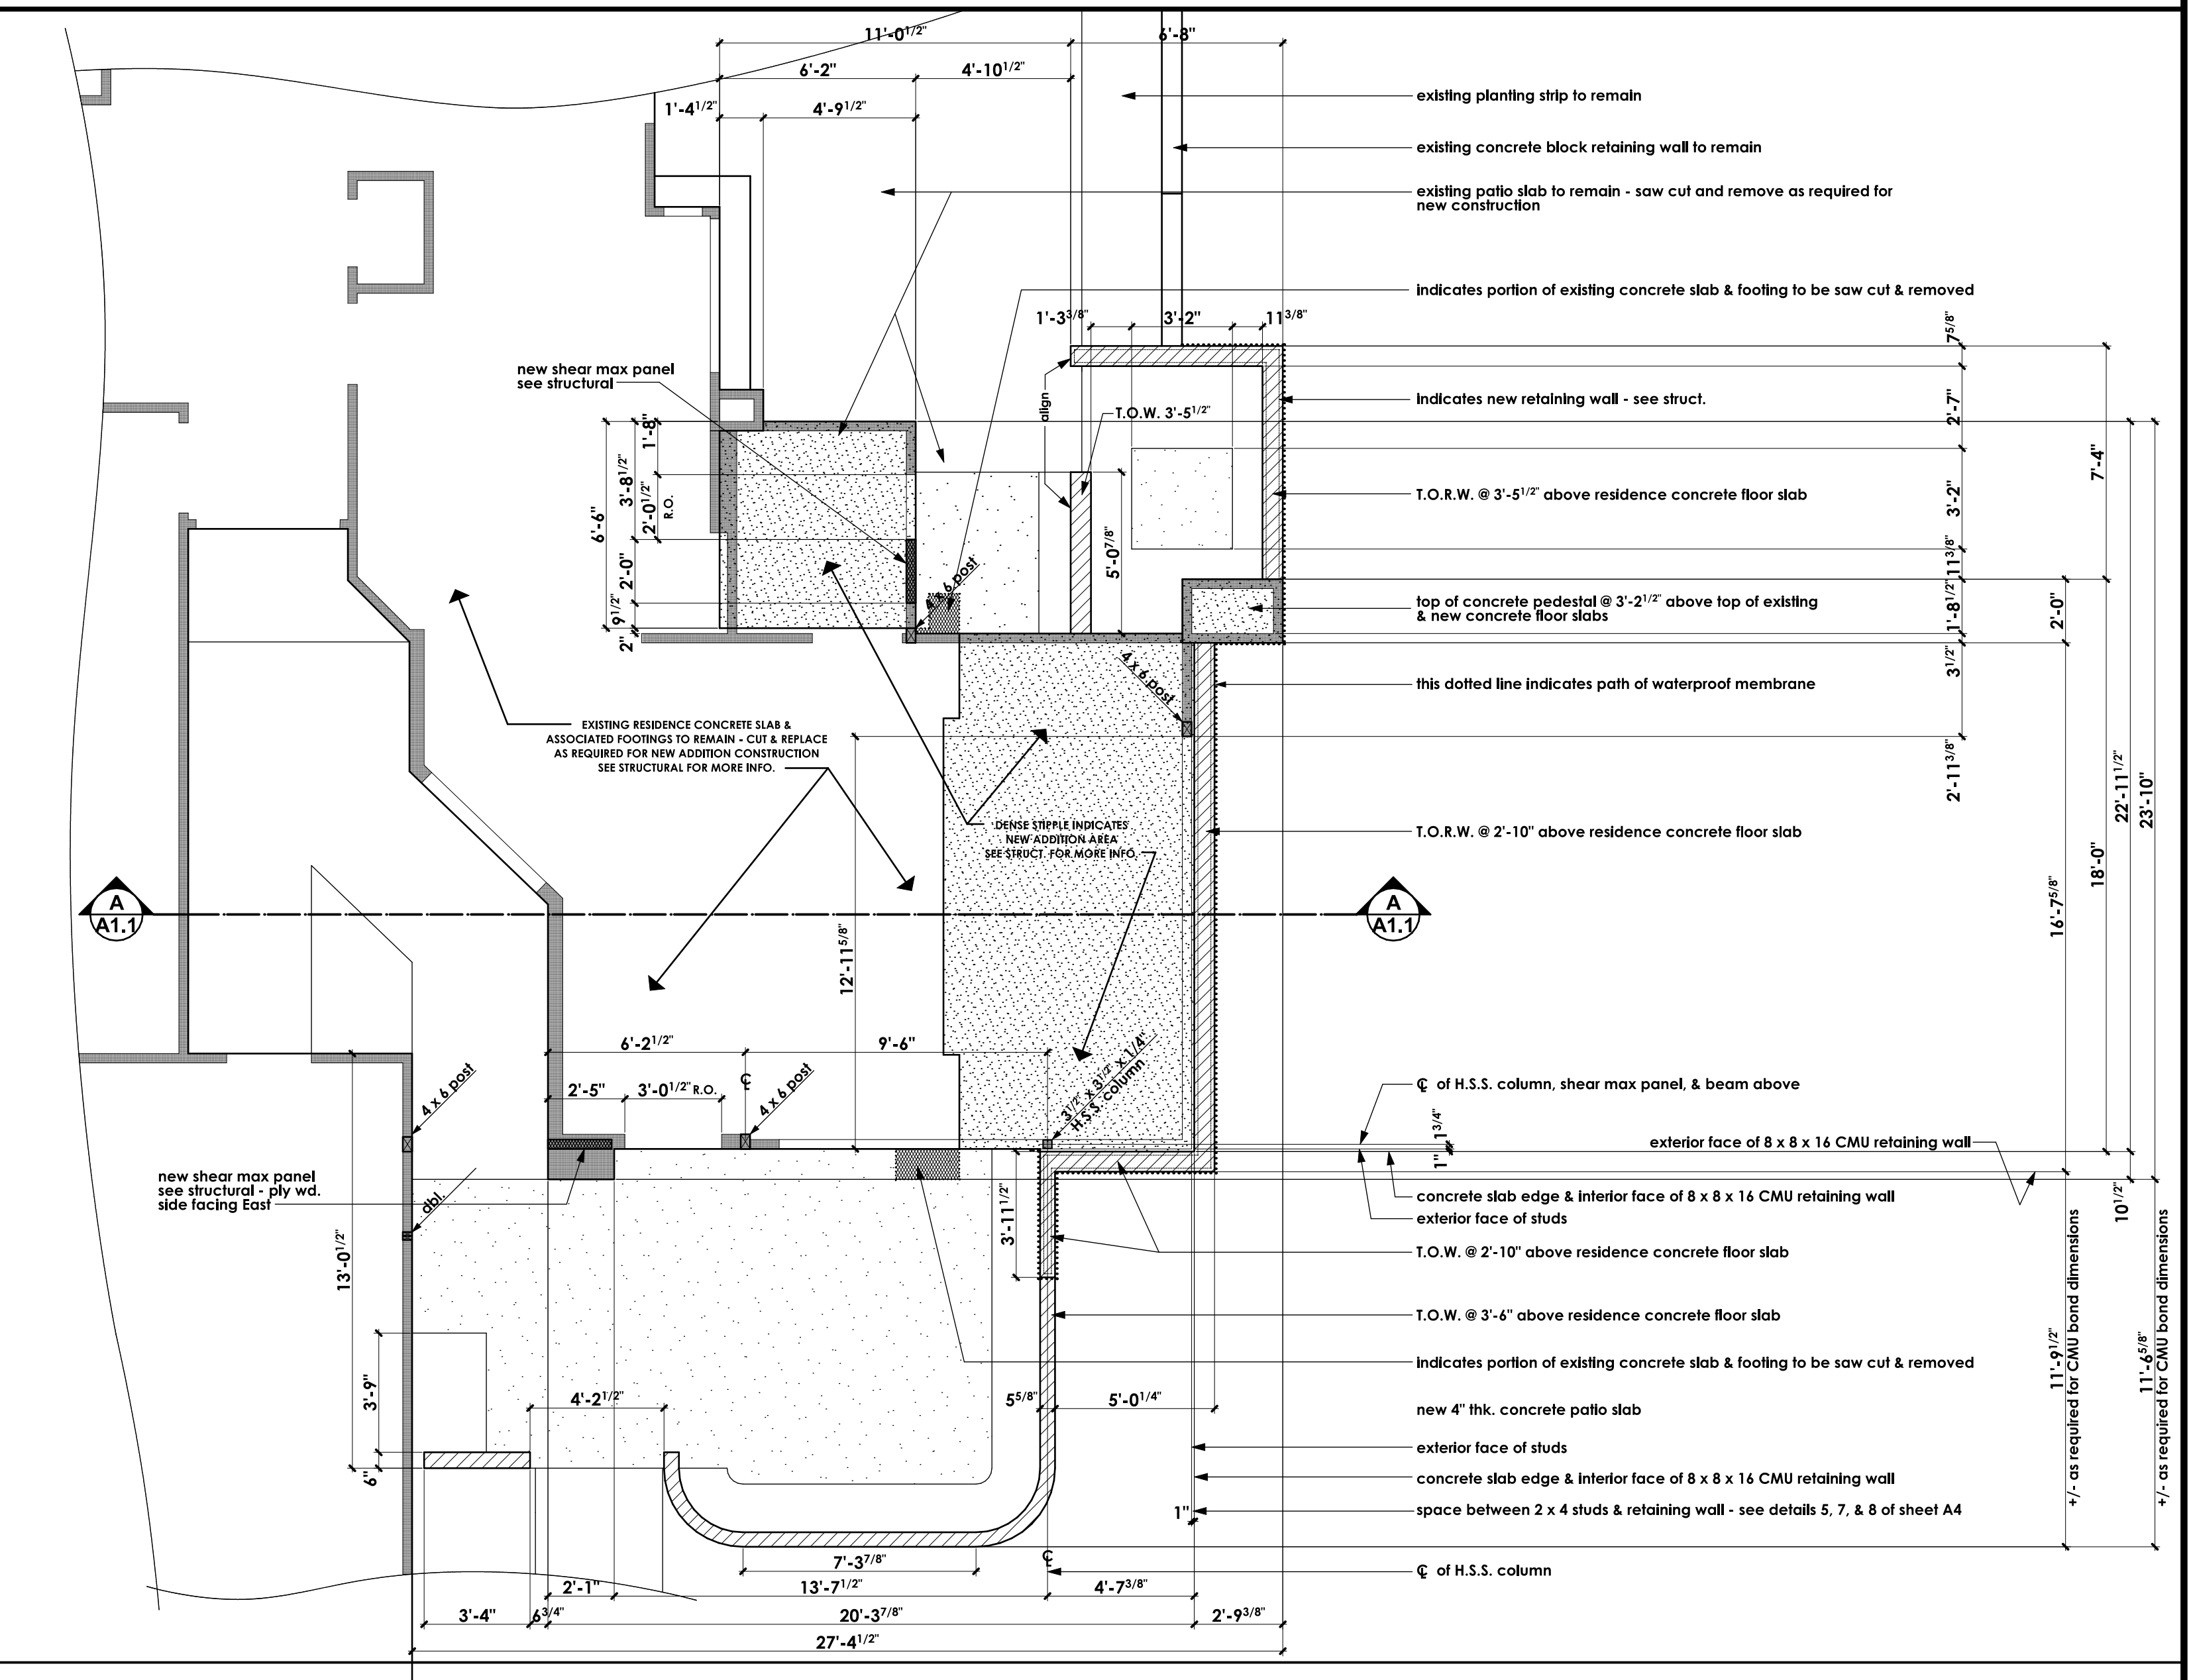 11'-0 1/2"
6'-8"
6'-2"
4'-10 1/2"
1'-4 1/2"
4'-9 1/2"
existing planting strip to remain
existing concrete block retaining wall to remain
existing patio slab to remain - saw cut and remove as required for
new construction
indicates portion of existing concrete slab & footing to be saw cut & removed
1'-3 3/8"
3'-2"
11 3/8"
7 5/8"
new shear max panel
see structural
align
T.O.W. 3'-5 1/2"
indicates new retaining wall - see struct.
2'-7"
7'-4"
1'-8"
3'-8 1/2"
2'-0 1/2"
R.O.
6'-6"
2'-0"
9 1/2"
2"
5'-0 7/8"
T.O.R.W. @ 3'-5 1/2" above residence concrete floor slab
3'-2"
11 3/8"
4 x 6 post
top of concrete pedestal @ 3'-2 1/2" above top of existing
& new concrete floor slabs
1'-8 1/2"
2'-0"
3 1/2"
4 x 6 post
this dotted line indicates path of waterproof membrane
2'-11 3/8"
22'-11 1/2"
23'-10"
EXISTING RESIDENCE CONCRETE SLAB &
ASSOCIATED FOOTINGS TO REMAIN - CUT & REPLACE
AS REQUIRED FOR NEW ADDITION CONSTRUCTION
SEE STRUCTURAL FOR MORE INFO.
DENSE STIPPLE INDICATES
NEW ADDITION AREA
SEE STRUCT. FOR MORE INFO.
T.O.R.W. @ 2'-10" above residence concrete floor slab
18'-0"
16'-7 5/8"
A
A1.1
A
A1.1
12'-11 5/8"
6'-2 1/2"
9'-6"
2'-5"
3'-0 1/2" R.O.
℄
4 x 6 post
4 x 6 post
3 1/2" x 3 1/2" x 1/4"
H.S.S. column
℄ of H.S.S. column, shear max panel, & beam above
1 3/4"
1"
exterior face of 8 x 8 x 16 CMU retaining wall
new shear max panel
see structural - ply wd.
side facing East
dbl.
concrete slab edge & interior face of 8 x 8 x 16 CMU retaining wall
exterior face of studs
10 1/2"
3'-11 1/2"
13'-0 1/2"
T.O.W. @ 2'-10" above residence concrete floor slab
T.O.W. @ 3'-6" above residence concrete floor slab
indicates portion of existing concrete slab & footing to be saw cut & removed
3'-9"
6"
4'-2 1/2"
5 5/8"
5'-0 1/4"
new 4" thk. concrete patio slab
exterior face of studs
concrete slab edge & interior face of 8 x 8 x 16 CMU retaining wall
1"
space between 2 x 4 studs & retaining wall - see details 5, 7, & 8 of sheet A4
11'-9 1/2"
+/- as required for CMU bond dimensions
11'-6 5/8"
+/- as required for CMU bond dimensions
7'-3 7/8"
℄
℄ of H.S.S. column
2'-1"
13'-7 1/2"
4'-7 3/8"
3'-4"
6 3/4"
20'-3 7/8"
2'-9 3/8"
27'-4 1/2"